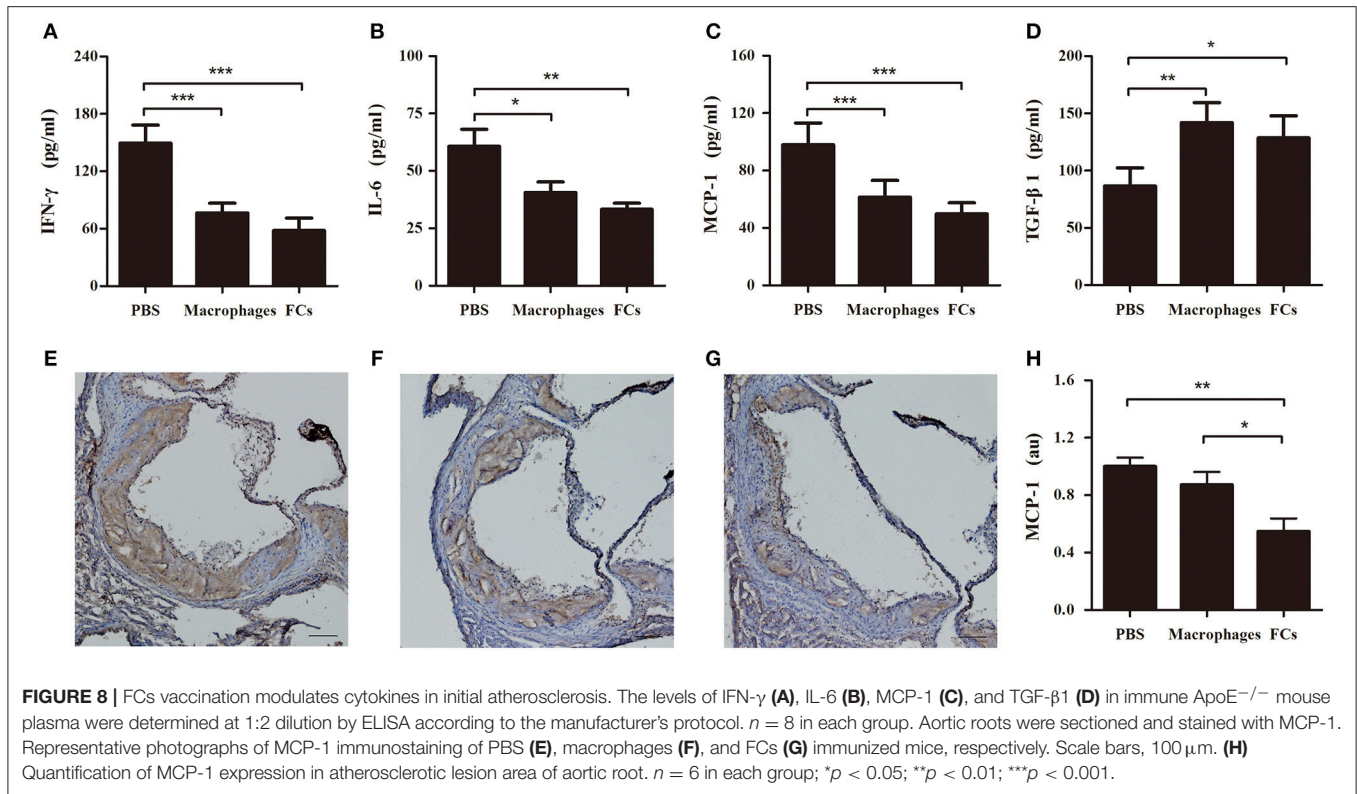 A
B
C
D
240
180
120
60
0
IFN-γ (pg/ml)
***
***
PBS Macrophages FCs
100
75
50
25
0
IL-6 (pg/ml)
**
*
PBS Macrophages FCs
160
120
80
40
0
MCP-1 (pg/ml)
***
***
PBS Macrophages FCs
200
150
100
50
0
TGF-β 1 (pg/ml)
*
**
PBS Macrophages FCs
E
F
G
H
1.6
1.2
0.8
0.4
0.0
MCP-1 (au)
**
*
PBS Macrophages FCs
FIGURE 8 | FCs vaccination modulates cytokines in initial atherosclerosis. The levels of IFN-γ (A), IL-6 (B), MCP-1 (C), and TGF-β1 (D) in immune ApoE−/− mouse
plasma were determined at 1:2 dilution by ELISA according to the manufacturer's protocol. n = 8 in each group. Aortic roots were sectioned and stained with MCP-1.
Representative photographs of MCP-1 immunostaining of PBS (E), macrophages (F), and FCs (G) immunized mice, respectively. Scale bars, 100 μm. (H)
Quantification of MCP-1 expression in atherosclerotic lesion area of aortic root. n = 6 in each group; *p < 0.05; **p < 0.01; ***p < 0.001.